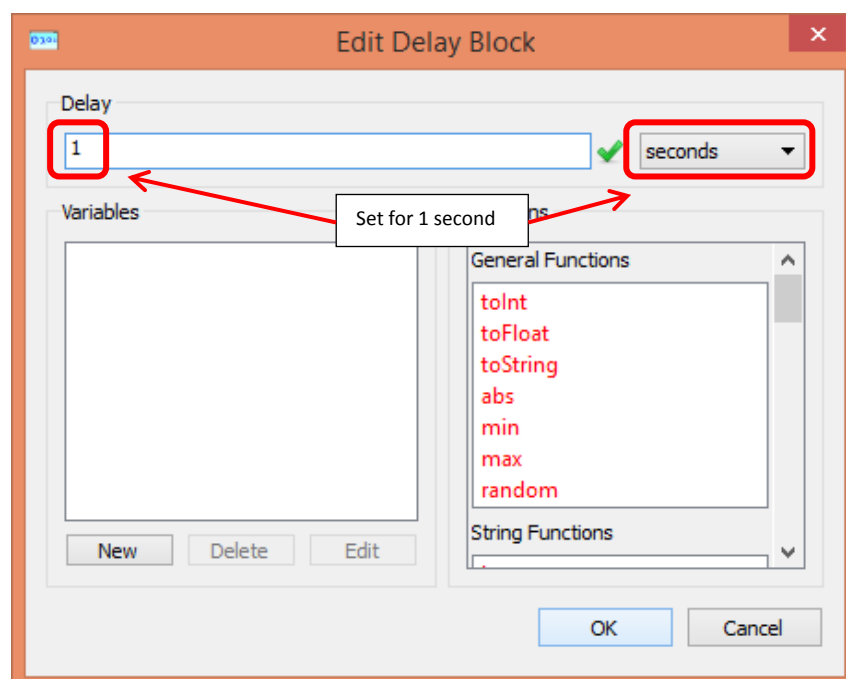 Edit Delay Block
Delay
1
seconds
Set for 1 second
Variables
ns
General Functions
toInt
toFloat
toString
abs
min
max
random
String Functions
New
Delete
Edit
OK
Cancel